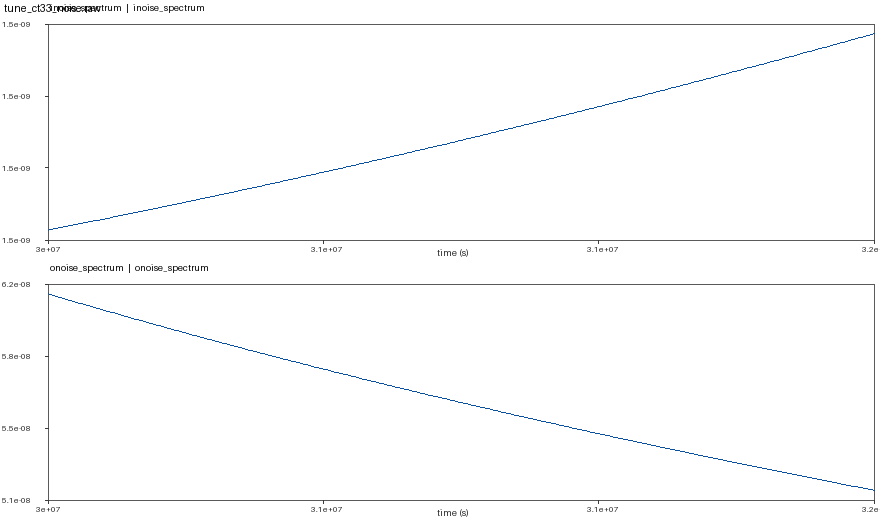 tune_ct33_noise.raw
inoise_spectrum | inoise_spectrum
1.5e-09
1.5e-09
1.5e-09
1.5e-09
3e+07 3.1e+07 3.1e+07 3.2e
time (s)
onoise_spectrum | onoise_spectrum
6.2e-08
5.8e-08
5.5e-08
5.1e-08
3e+07 3.1e+07 3.1e+07 3.2e
time (s)